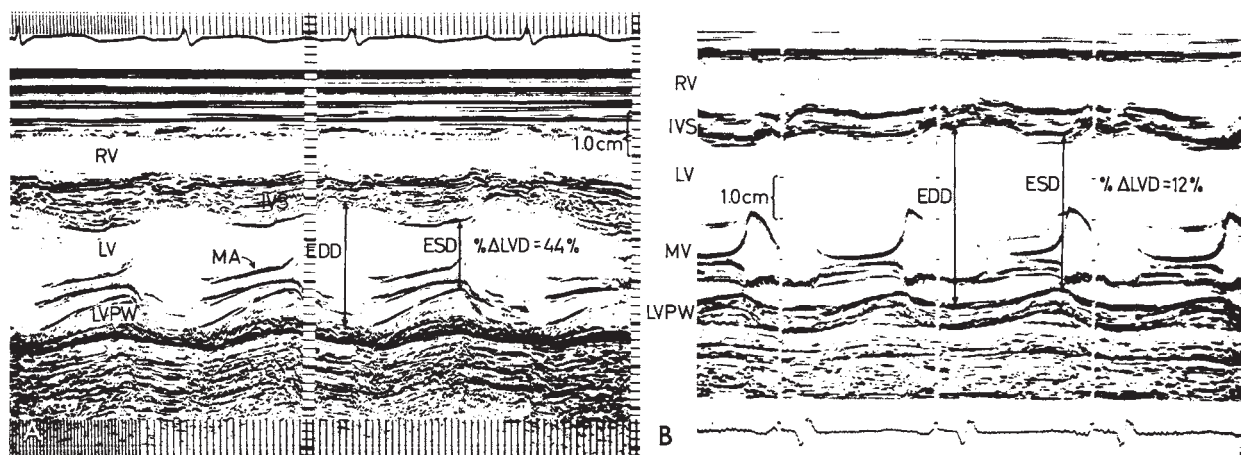 RV
1.0cm
IVS
EDD
ESD
%ΔLVD=44%
LV
MA
LVPW
A
RV
IVS
LV
EDD
ESD
%ΔLVD=12%
1.0cm
MV
LVPW
B